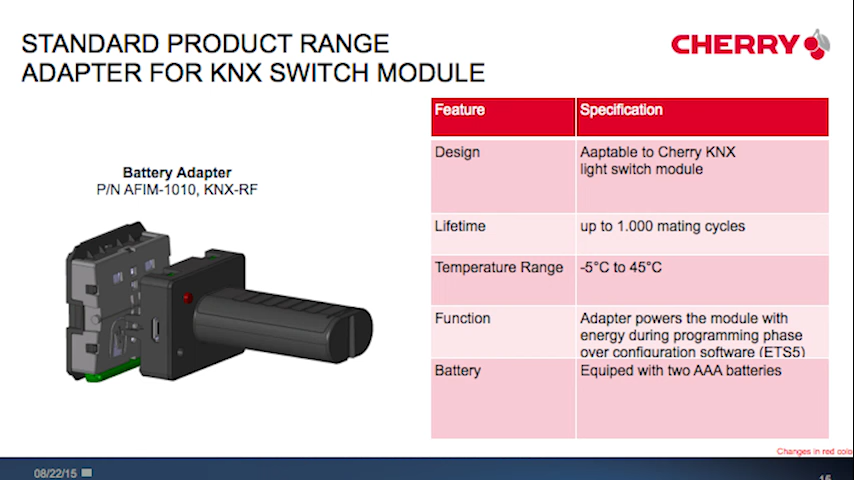 STANDARD PRODUCT RANGE
ADAPTER FOR KNX SWITCH MODULE
CHERRY
Battery Adapter
P/N AFIM-1010, KNX-RF
Feature Specification
Design Aaptable to Cherry KNX
light switch module
Lifetime up to 1.000 mating cycles
Temperature Range -5°C to 45°C
Function Adapter powers the module with
energy during programming phase
over configuration software (ETS5)
Battery Equiped with two AAA batteries
Changes in red colo
08/22/15
15